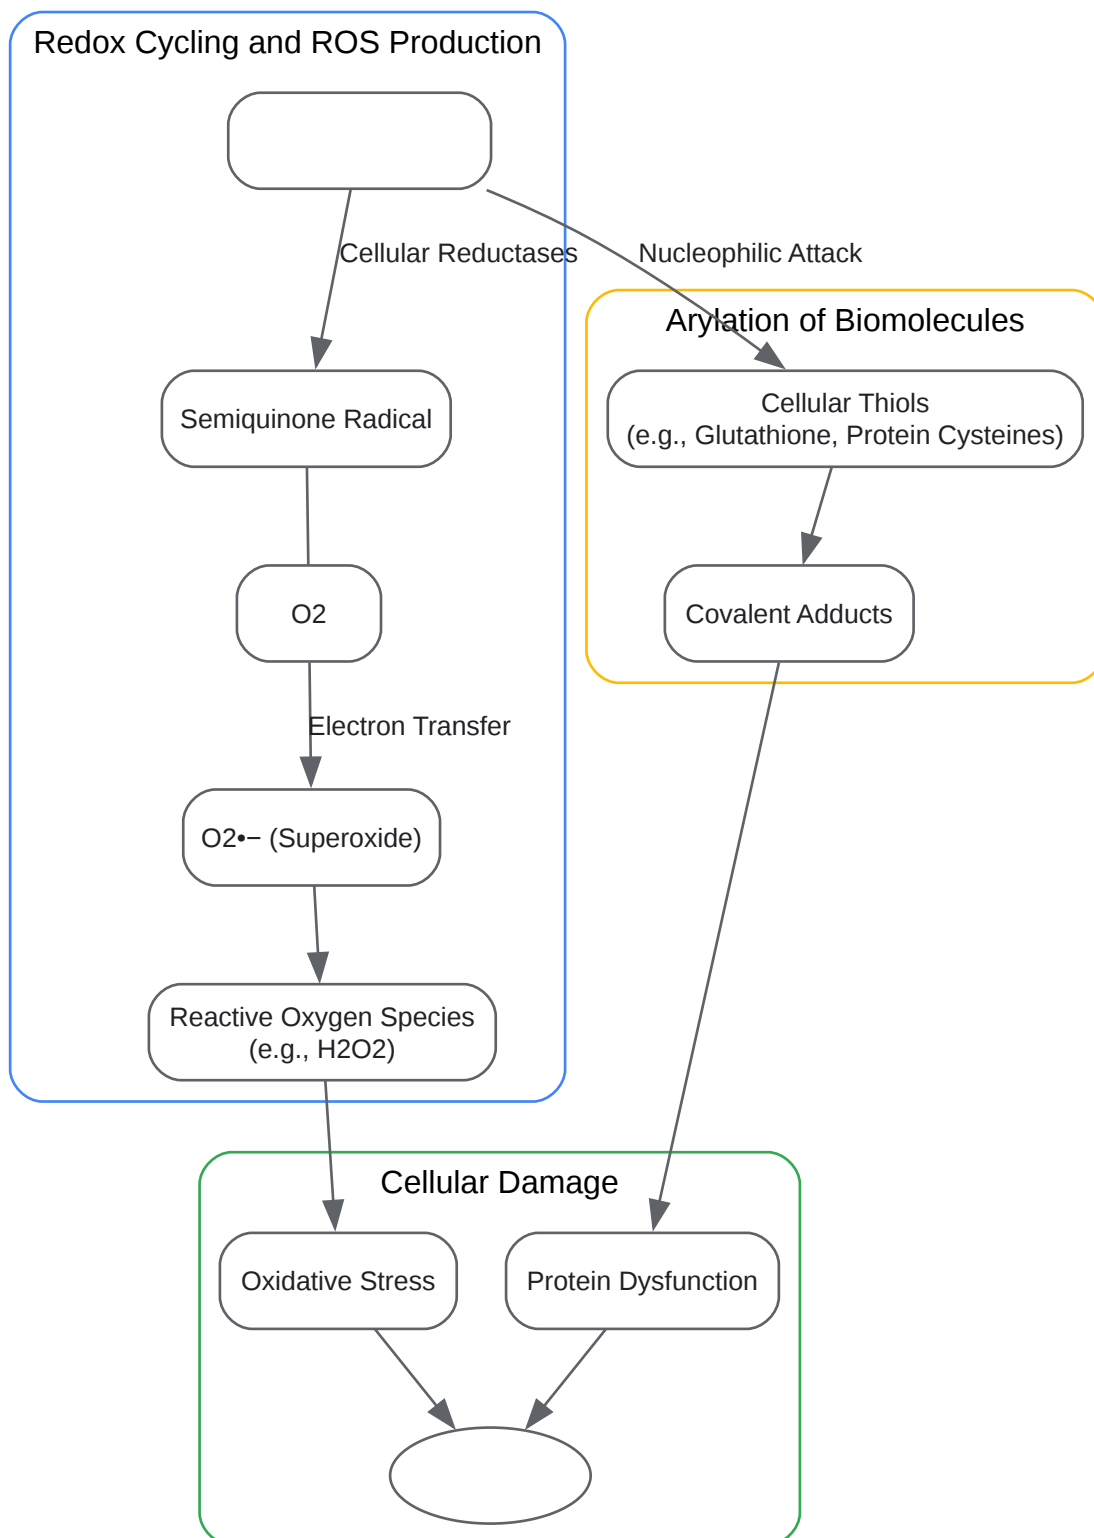 Redox Cycling and ROS Production
Cellular Reductases
Nucleophilic Attack
Arylation of Biomolecules
Semiquinone Radical
Cellular Thiols
(e.g., Glutathione, Protein Cysteines)
O2
Covalent Adducts
Electron Transfer
O2•− (Superoxide)
Reactive Oxygen Species
(e.g., H2O2)
Cellular Damage
Oxidative Stress
Protein Dysfunction